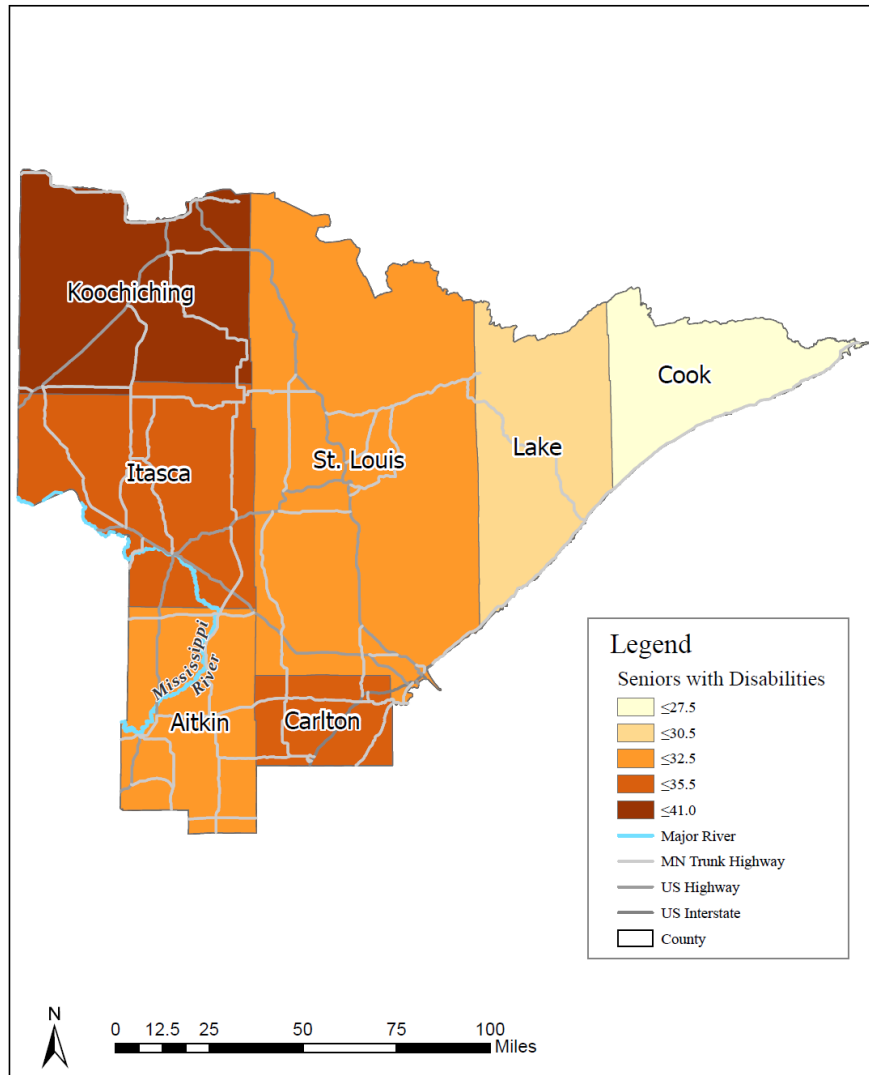 Koochiching
Cook
Itasca
St. Louis
Lake
Mississippi
River
Aitkin
Carlton
Legend
Seniors with Disabilities
≤27.5
≤30.5
≤32.5
≤35.5
≤41.0
Major River
MN Trunk Highway
US Highway
US Interstate
County
N
0 12.5 25 50 75 100
Miles